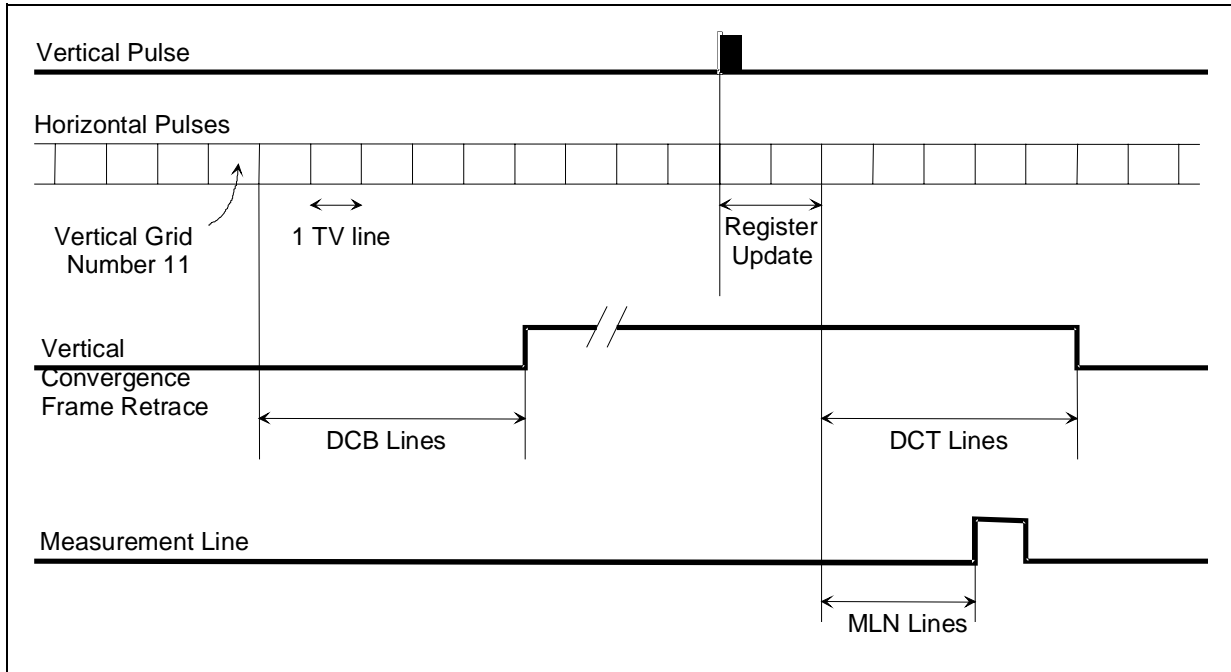 Vertical Pulse
Horizontal Pulses
Vertical Grid
Number 11
1 TV line
Register
Update
Vertical
Convergence
Frame Retrace
DCB Lines
DCT Lines
Measurement Line
MLN Lines